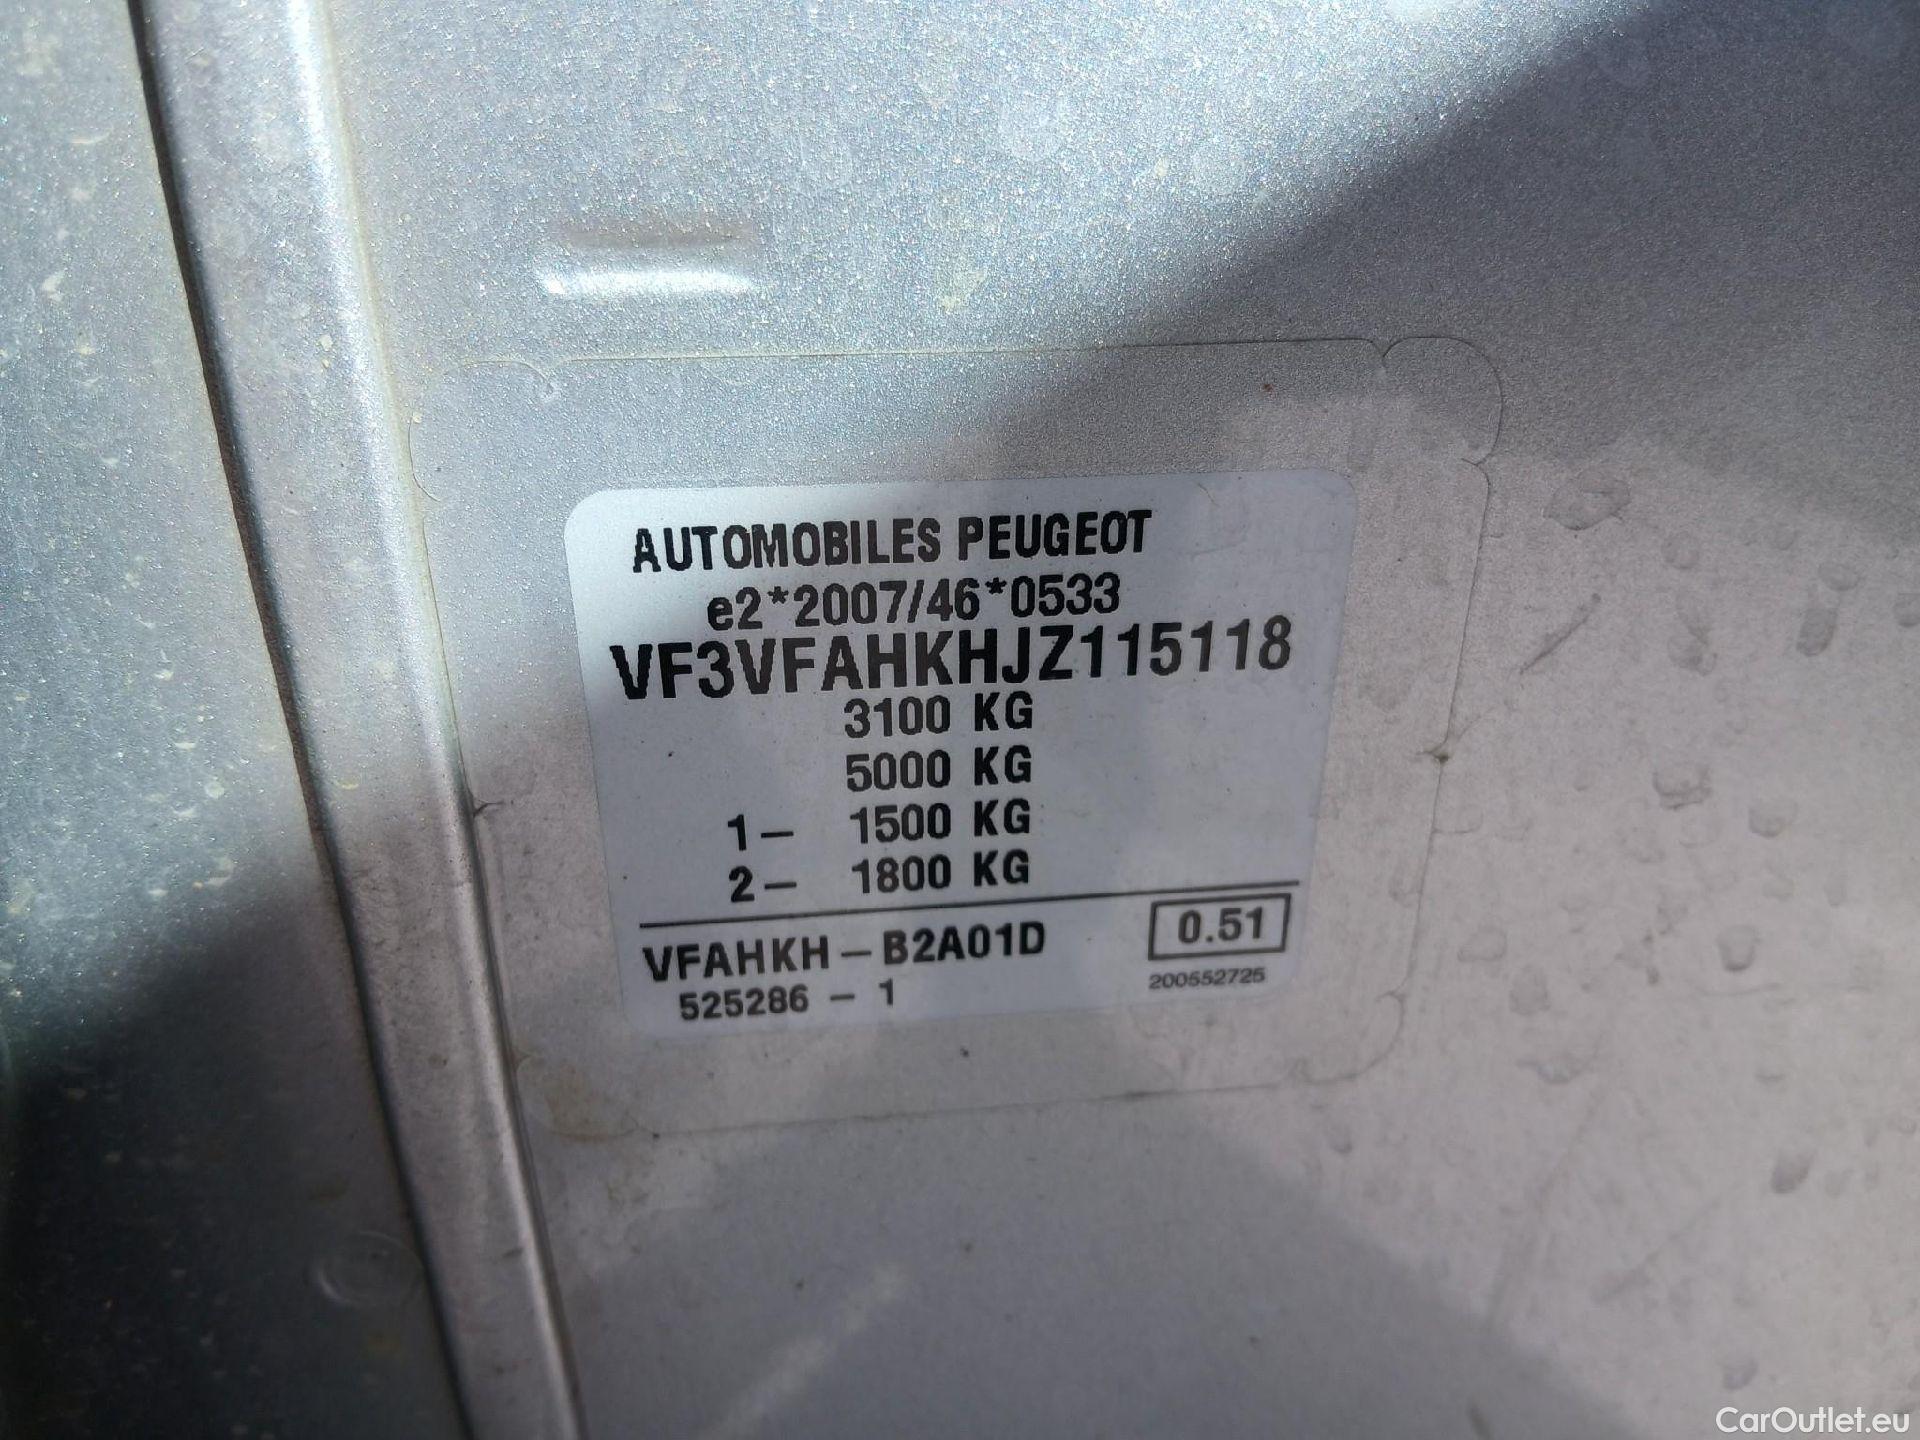 AUTOMOBILES PEUGEOT
e2*2007/46*0533
VF3VFAHKHJZ115118
3100 KG
5000 KG
1- 1500 KG
2- 1800 KG
VFAHKH-B2A01D 0.51
525286-1 200552725
CarOutlet.eu